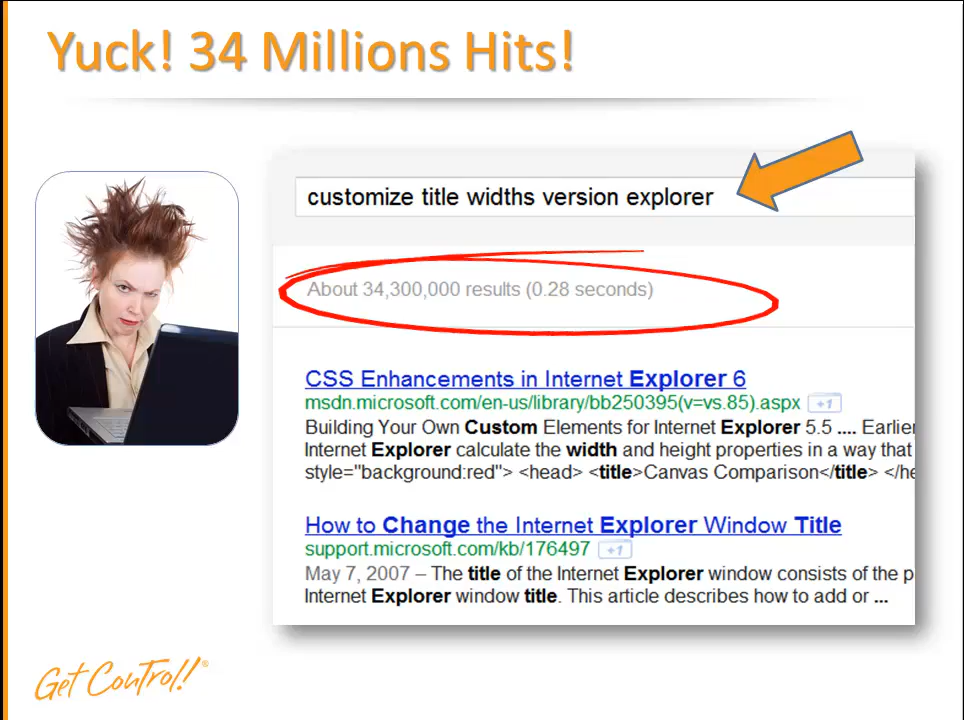 Yuck! 34 Millions Hits!
customize title widths version explorer
About 34,300,000 results (0.28 seconds)
CSS Enhancements in Internet Explorer 6
msdn.microsoft.com/en-us/library/bb250395(v=vs.85).aspx +1
Building Your Own Custom Elements for Internet Explorer 5.5 .... Earlier
Internet Explorer calculate the width and height properties in a way that
style="background:red"> <head> <title>Canvas Comparison</title> </he
How to Change the Internet Explorer Window Title
support.microsoft.com/kb/176497 +1
May 7, 2007 – The title of the Internet Explorer window consists of the p
Internet Explorer window title. This article describes how to add or ...
Get Control!®